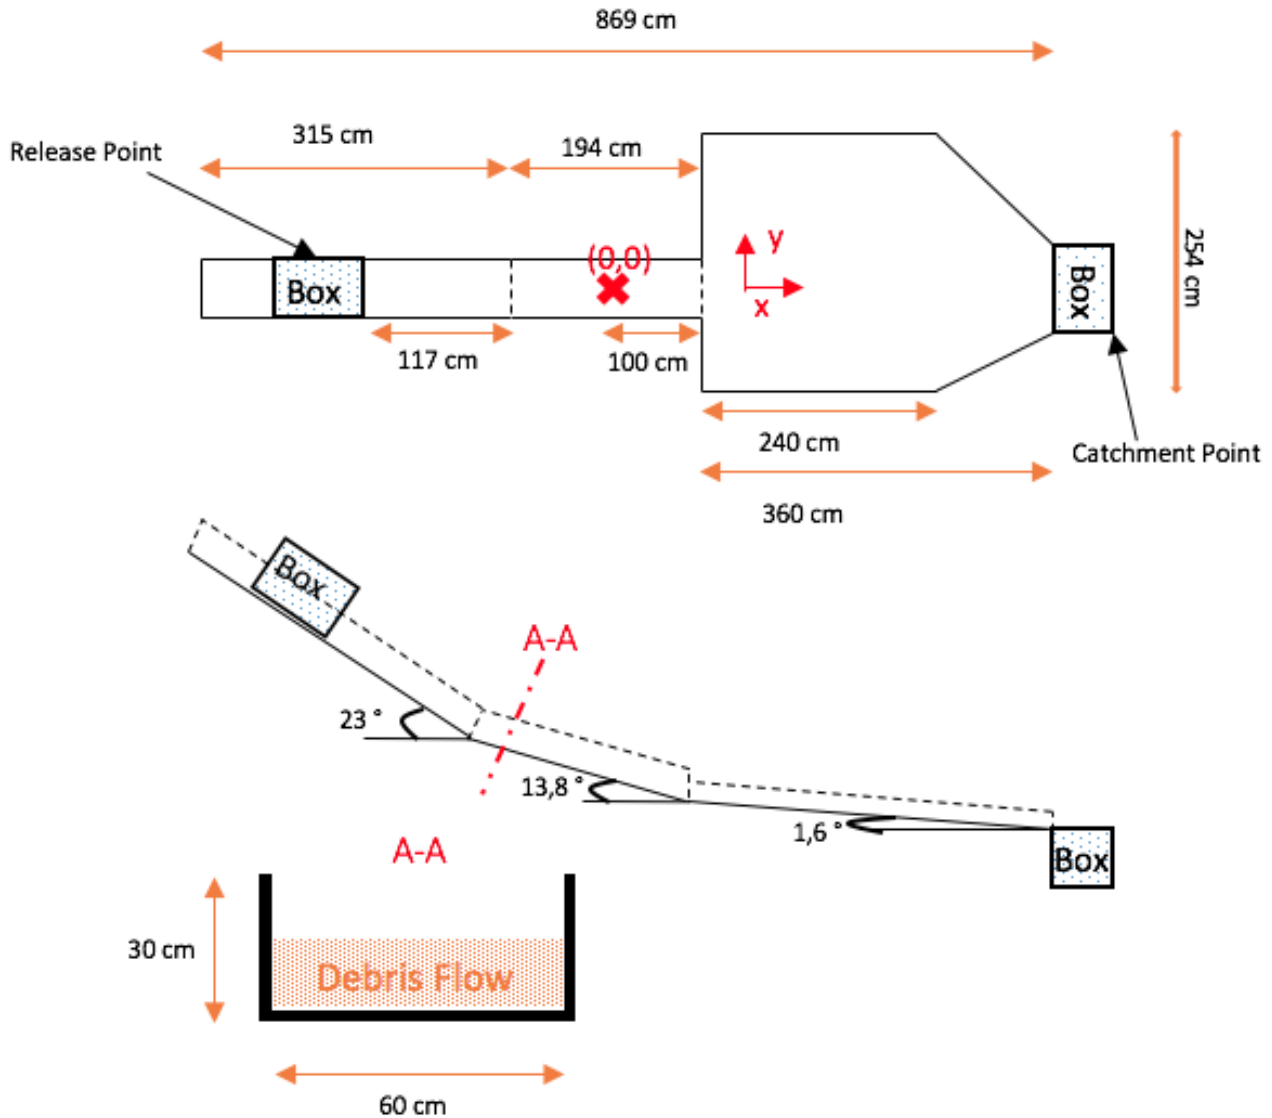 869 cm
315 cm
194 cm
Release Point
(0,0)
y
x
Box
Box
254 cm
117 cm
100 cm
240 cm
Catchment Point
360 cm
Box
A-A
23 °
13,8 °
1,6 °
Box
A-A
30 cm
Debris Flow
60 cm